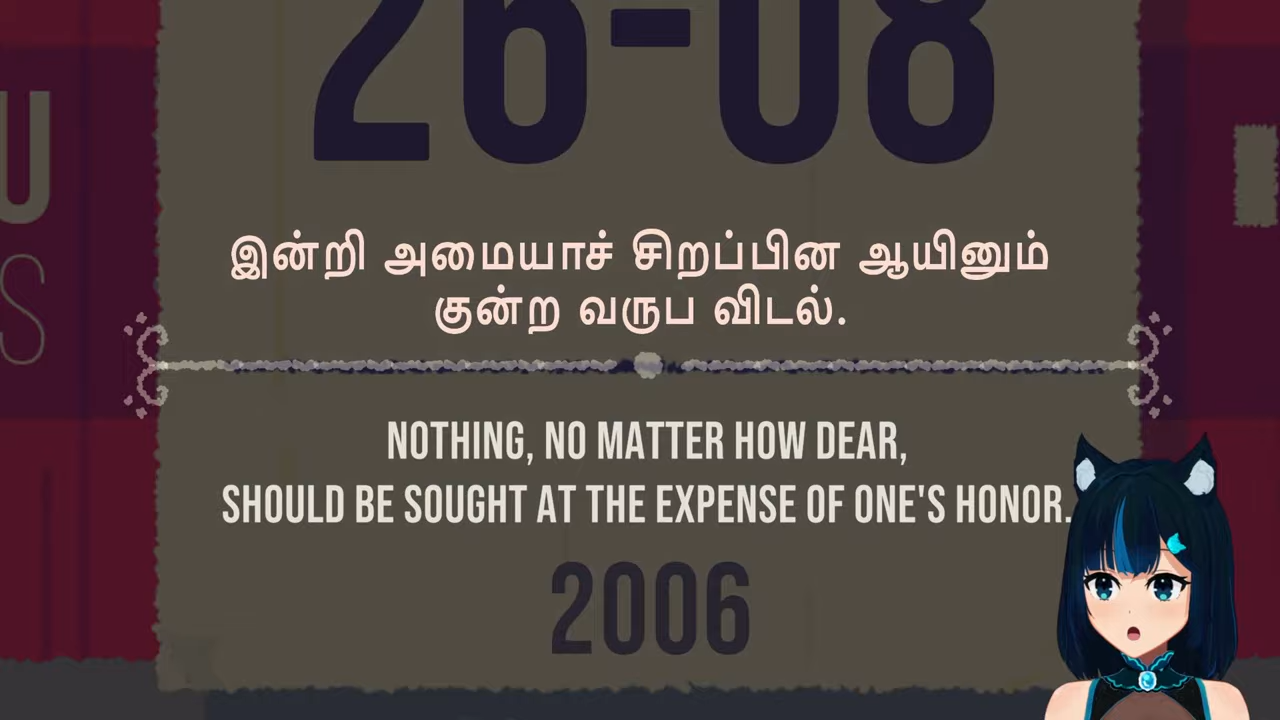 26-08
U
இன்றி அமையாச் சிறப்பின ஆயினும்
குன்ற வருப விடல்.
S
NOTHING, NO MATTER HOW DEAR,
SHOULD BE SOUGHT AT THE EXPENSE OF ONE'S HONOR.
2006